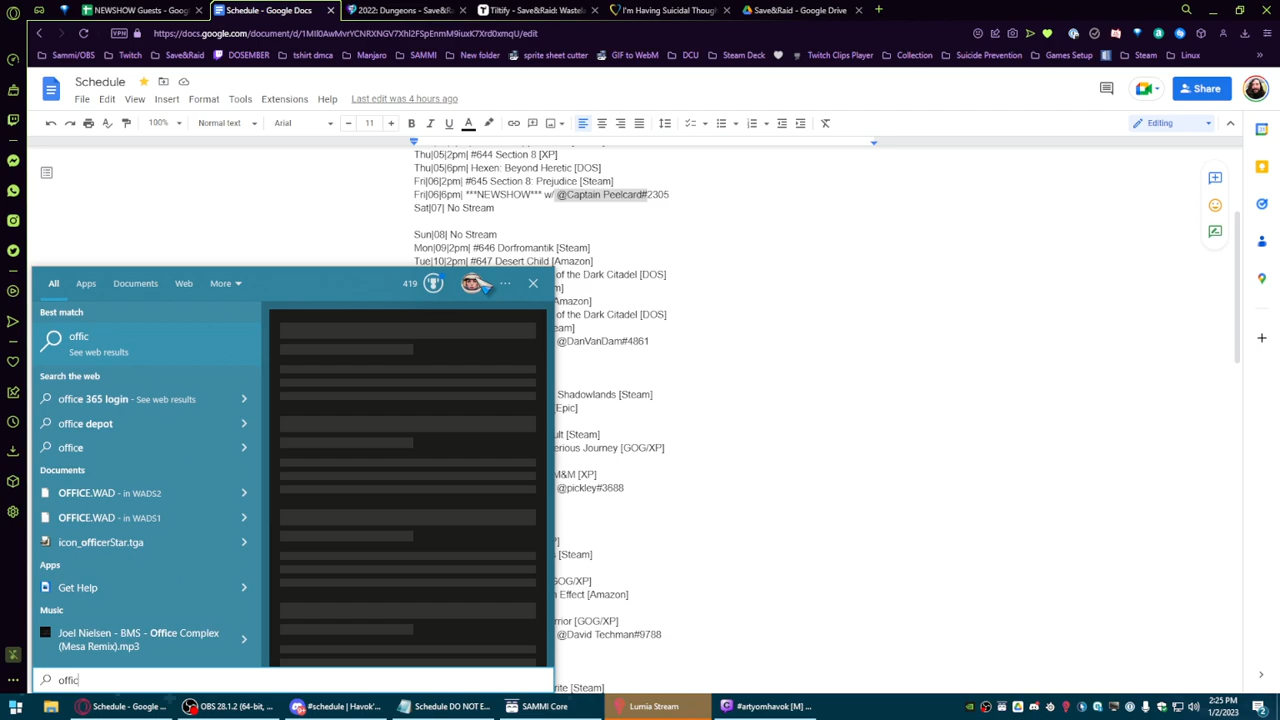 NEWSHOW Guests - Goog
Schedule - Google Docs
2022: Dungeons - Save&Ra
Tiltify - Save&Raid: Wastela
I'm Having Suicidal Though
Save&Raid - Google Drive
VPN
https://docs.google.com/document/d/1MIl0AwMvrYCNRXNGV7Xhl2FSpEnmM9iuxK7Xrd0xmqU/edit
Sammi/OBS
Twitch
Save&Raid
DOSEMBER
tshirt dmca
Manjaro
SAMMI
New folder
sprite sheet cutter
GIF to WebM
DCU
Steam Deck
Twitch Clips Player
Collection
Suicide Prevention
Games Setup
Steam
Linux
Schedule
Share
File Edit View Insert Format Tools Extensions Help Last edit was 4 hours ago
100% Normal text Arial 11 Editing
Thu|05|2pm| #644 Section 8 [XP]
Thu|05|6pm| Hexen: Beyond Heretic [DOS]
Fri|06|2pm| #645 Section 8: Prejudice [Steam]
Fri|06|6pm| ***NEWSHOW*** w/ @Captain Peelcard#2305
Sat|07| No Stream
Sun|08| No Stream
Mon|09|2pm| #646 Dorfromantik [Steam]
Tue|10|2pm| #647 Desert Child [Amazon]
of the Dark Citadel [DOS]
m]
Amazon]
of the Dark Citadel [DOS]
eam]
@DanVanDam#4861
Shadowlands [Steam]
[Epic]
ult [Steam]
erious Journey [GOG/XP]
M&M [XP]
@pickley#3688
P]
s [Steam]
GOG/XP]
n Effect [Amazon]
rrior [GOG/XP]
@David Techman#9788
rite [Steam]
All Apps Documents Web More 419
Best match
offic
See web results
Search the web
office 365 login - See web results
office depot
office
Documents
OFFICE.WAD - in WADS2
OFFICE.WAD - in WADS1
icon_officerStar.tga
Apps
Get Help
Music
Joel Nielsen - BMS - Office Complex
(Mesa Remix).mp3
offic
Schedule - Google ...
OBS 28.1.2 (64-bit, ...
#schedule | Havok'...
Schedule DO NOT E...
SAMMI Core
Lumia Stream
#artyomhavok [M] ...
2:25 PM
1/2/2023
2